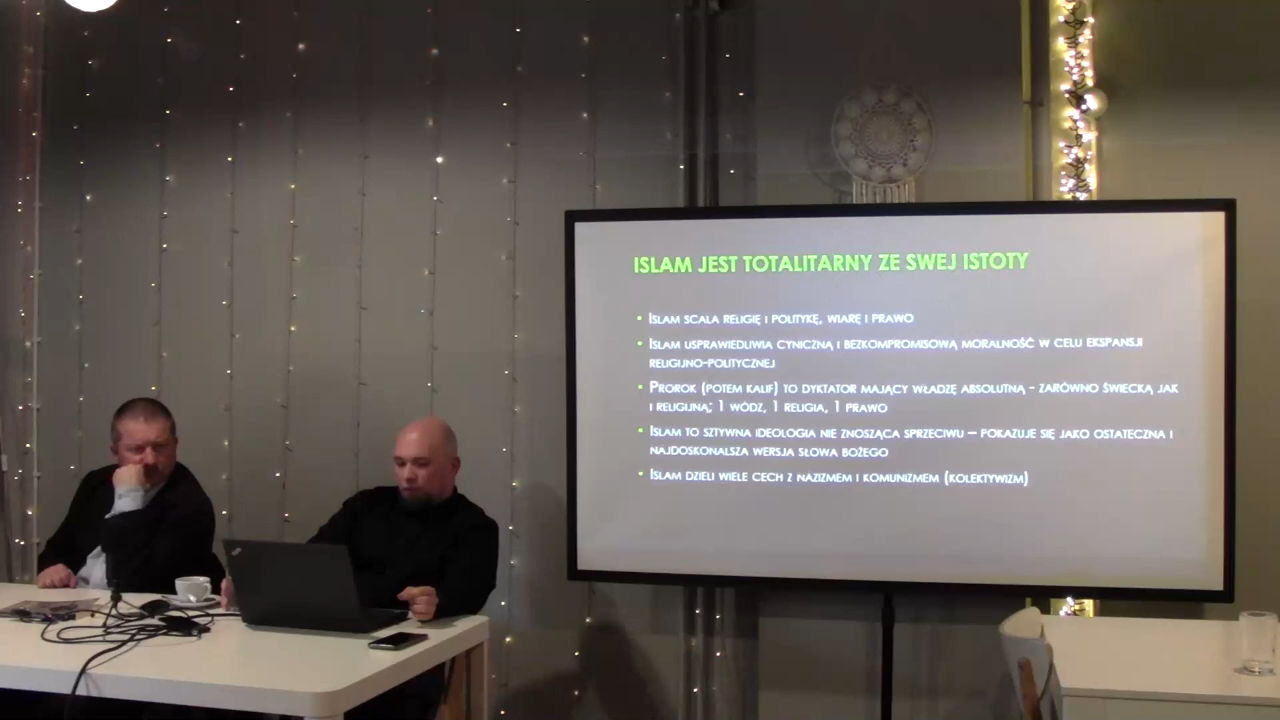 ISLAM JEST TOTALITARNY ZE SWEJ ISTOTY
• ISLAM SCALA RELIGIĘ I POLITYKĘ, WIARĘ I PRAWO
• ISLAM USPRAWIEDLIWIA CYNICZNĄ I BEZKOMPROMISOWĄ MORALNOŚĆ W CELU EKSPANSJI
RELIGIJNO-POLITYCZNEJ
• PROROK (POTEM KALIF) TO DYKTATOR MAJĄCY WŁADZĘ ABSOLUTNĄ - ZARÓWNO ŚWIECKĄ JAK
I RELIGIJNĄ; 1 WÓDZ, 1 RELIGIA, 1 PRAWO
• ISLAM TO SZTYWNA IDEOLOGIA NIE ZNOSZĄCA SPRZECIWU – POKAZUJE SIĘ JAKO OSTATECZNA I
NAJDOSKONALSZA WERSJA SŁOWA BOŻEGO
• ISLAM DZIELI WIELE CECH Z NAZIZMEM I KOMUNIZMEM (KOLEKTYWIZM)